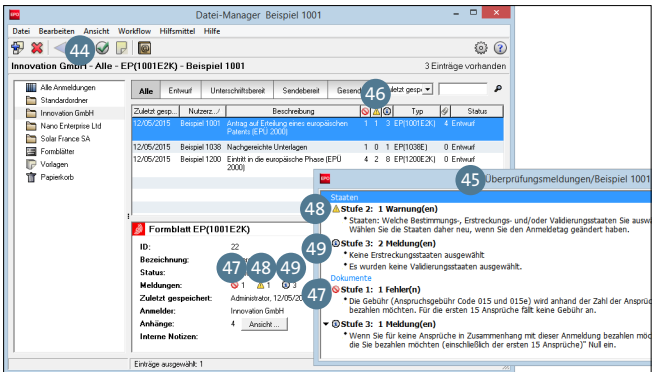 Datei-Manager Beispiel 1001
Datei Bearbeiten Ansicht Workflow Hilfsmittel Hilfe
44
Innovation GmbH - Alle - EP(1001E2K) - Beispiel 1001 3 Einträge vorhanden
Alle Anmeldungen
Standardordner
Innovation GmbH
Nano Enterprise Ltd
Solar France SA
Formblätter
Vorlagen
Papierkorb
Alle Entwurf Unterschriftsbereit Sendebereit Gesend 46 letzt gesp
Zuletzt gesp... Nutzerz../ Beschreibung Typ Status
12/05/2015 Beispiel 1001 Antrag auf Erteilung eines europäischen Patents (EPÜ 2000) 1 1 3 EP(1001E2K) 4 Entwurf
12/05/2015 Beispiel 1038 Nachgereichte Unterlagen 1 0 1 EP(1038E) 0 Entwurf
12/05/2015 Beispiel 1200 Eintritt in die europäische Phase (EPÜ 2000) 4 2 8 EP(1200E2K) 0 Entwurf
Formblatt EP(1001E2K)
ID: 22
Bezeichnung:
Status:
47 48 49
Meldungen: 1 1 3
Zuletzt gespeichert: Administrator, 12/05/20
Anmelder: Innovation GmbH
Anhänge: 4 Ansicht ...
Interne Notizen:
Einträge ausgewählt: 1
45 Überprüfungsmeldungen/Beispiel 1001
Staaten
48 Stufe 2: 1 Warnung(en)
* Staaten: Welche Bestimmungs-, Erstreckungs- und/oder Validierungsstaaten Sie auswä
Wählen Sie die Staaten daher neu, wenn Sie den Anmeldetag geändert haben.
49 Stufe 3: 2 Meldung(en)
* Keine Erstreckungsstaaten ausgewählt
* Es wurden keine Validierungsstaaten ausgewählt.
Dokumente
47 Stufe 1: 1 Fehler(n)
* Die Gebühr (Anspruchsgebühr Code 015 und 015e) wird anhand der Zahl der Ansprüc
bezahlen möchten. Für die ersten 15 Ansprüche fällt keine Gebühr an.
Stufe 3: 1 Meldung(en)
* Wenn Sie für keine Ansprüche in Zusammenhang mit dieser Anmeldung bezahlen möc
die Sie bezahlen möchten (einschließlich der ersten 15 Ansprüche)" Null ein.